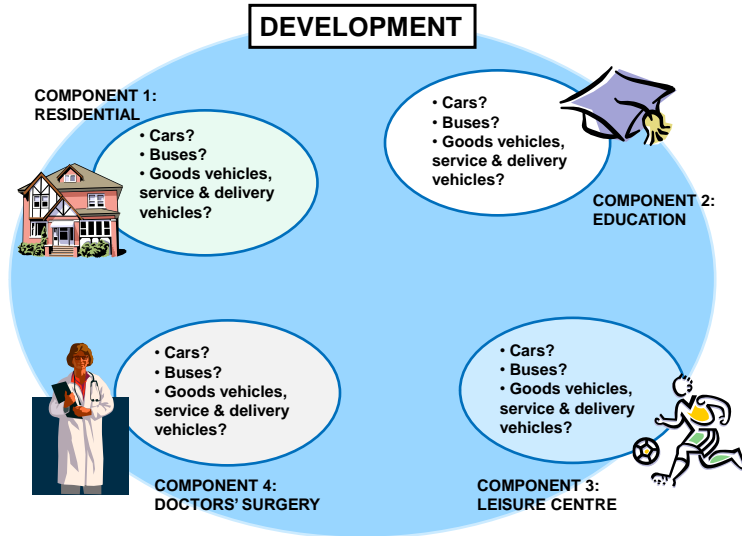 DEVELOPMENT
COMPONENT 1:
RESIDENTIAL
• Cars?
• Buses?
• Goods vehicles,
service & delivery
vehicles?
• Cars?
• Buses?
• Goods vehicles,
service & delivery
vehicles?
COMPONENT 2:
EDUCATION
• Cars?
• Buses?
• Goods vehicles,
service & delivery
vehicles?
COMPONENT 4:
DOCTORS' SURGERY
• Cars?
• Buses?
• Goods vehicles,
service & delivery
vehicles?
COMPONENT 3:
LEISURE CENTRE